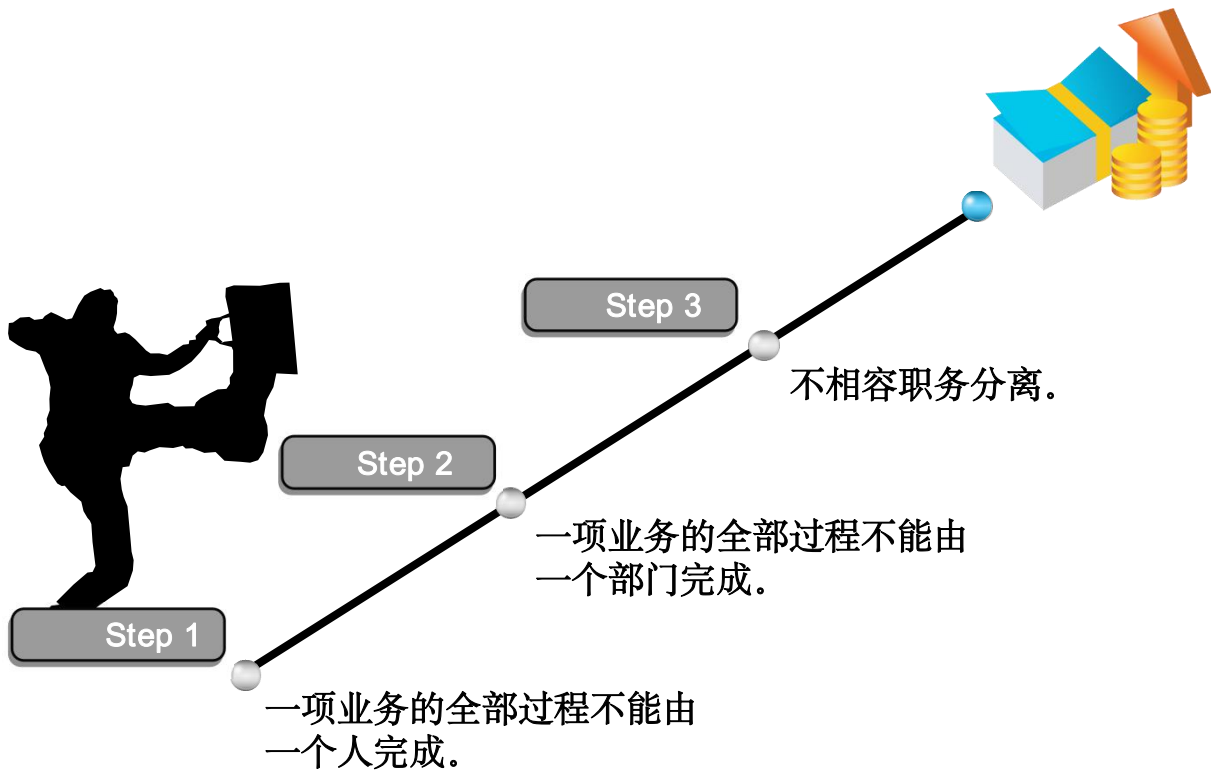 Step 3
不相容职务分离。
Step 2
一项业务的全部过程不能由
一个部门完成。
Step 1
一项业务的全部过程不能由
一个人完成。